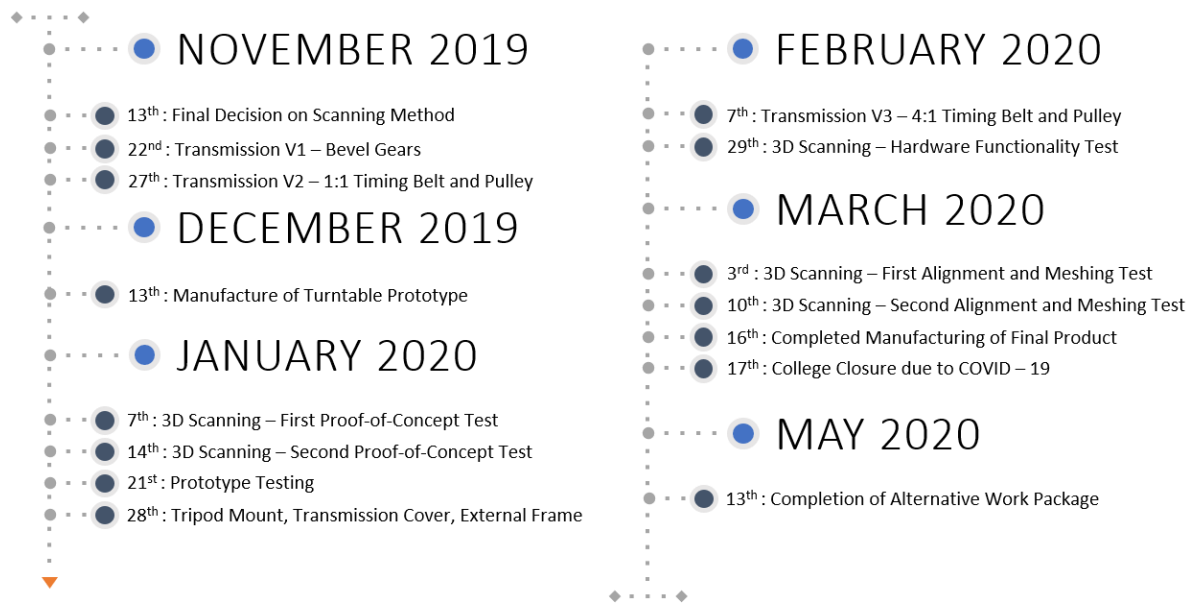 NOVEMBER 2019
13th : Final Decision on Scanning Method
22nd : Transmission V1 – Bevel Gears
27th : Transmission V2 – 1:1 Timing Belt and Pulley
DECEMBER 2019
13th : Manufacture of Turntable Prototype
JANUARY 2020
7th : 3D Scanning – First Proof-of-Concept Test
14th : 3D Scanning – Second Proof-of-Concept Test
21st : Prototype Testing
28th : Tripod Mount, Transmission Cover, External Frame
FEBRUARY 2020
7th : Transmission V3 – 4:1 Timing Belt and Pulley
29th : 3D Scanning – Hardware Functionality Test
MARCH 2020
3rd : 3D Scanning – First Alignment and Meshing Test
10th : 3D Scanning – Second Alignment and Meshing Test
16th : Completed Manufacturing of Final Product
17th : College Closure due to COVID – 19
MAY 2020
13th : Completion of Alternative Work Package